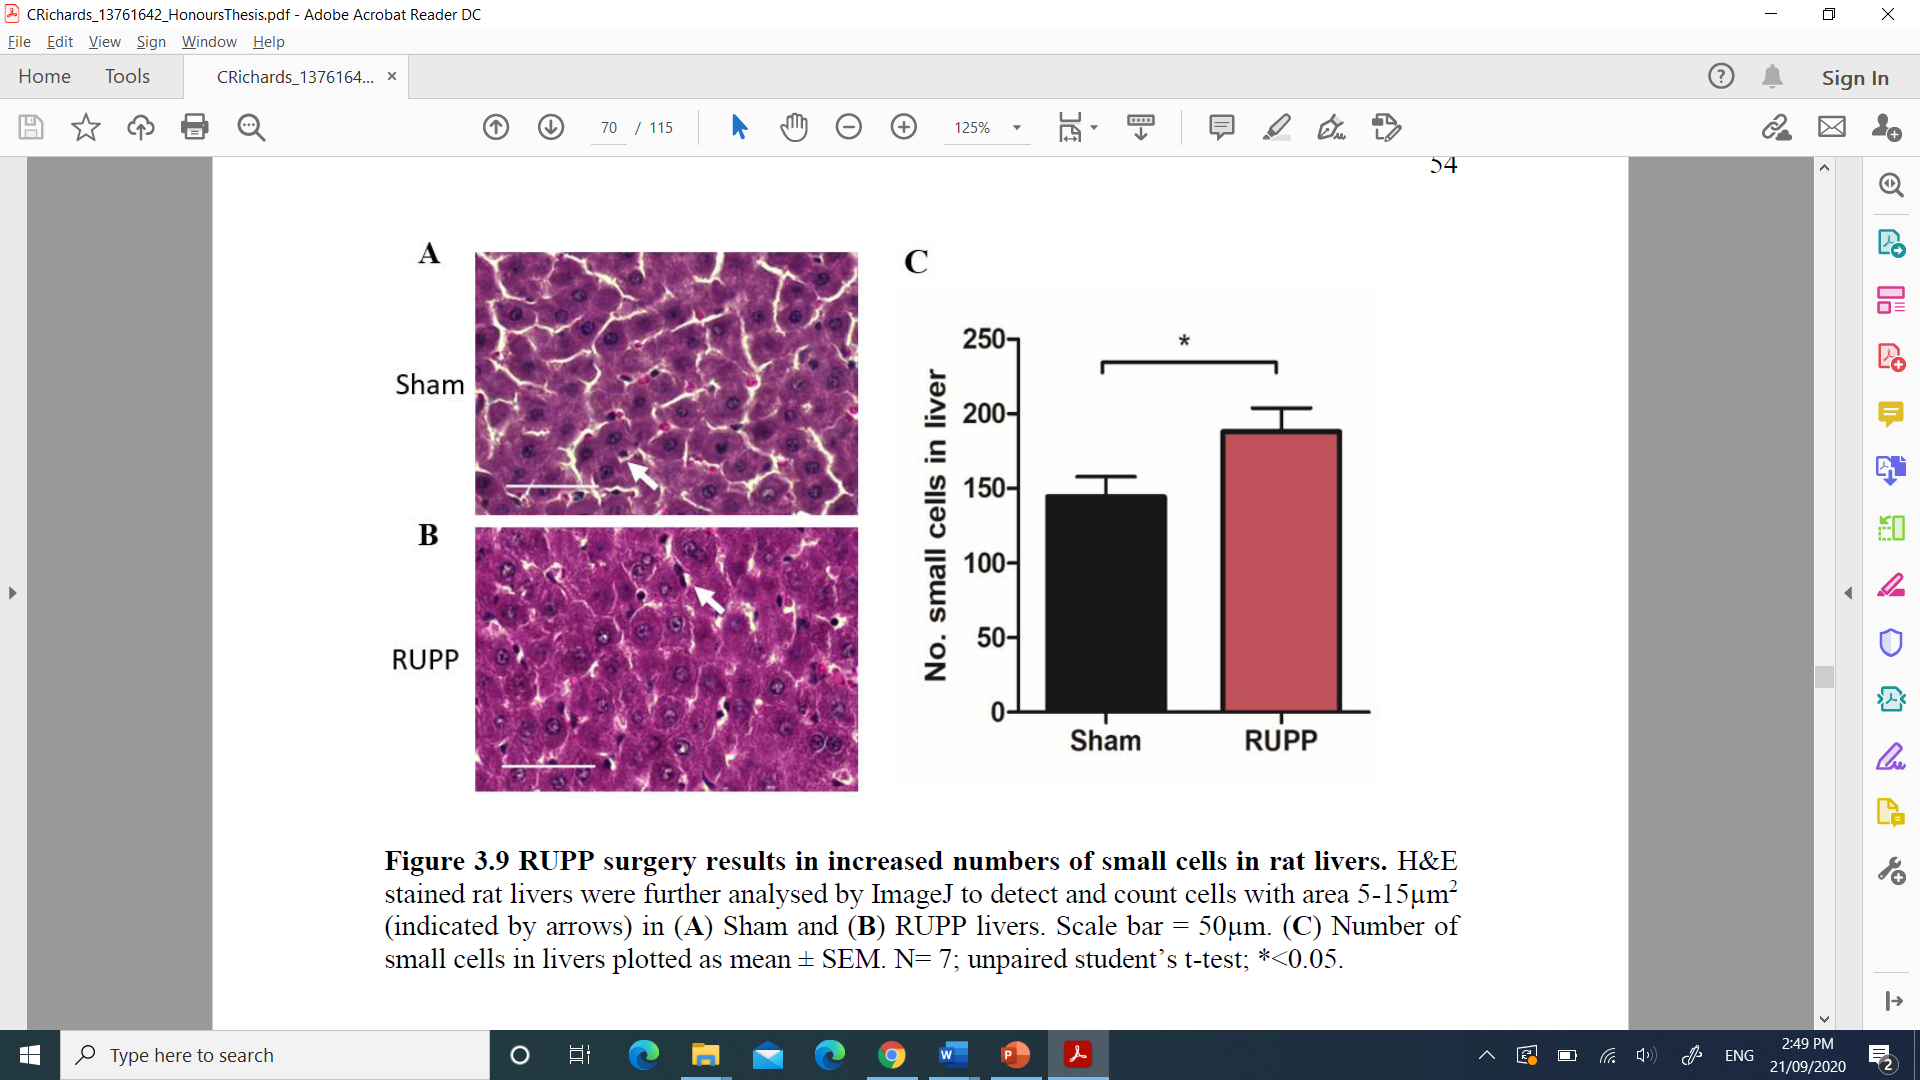 CRichards_13761642_HonoursThesis.pdf - Adobe Acrobat Reader DC
File Edit View Sign Window Help
Home Tools CRichards_1376164... × Sign In
70 / 115 125%
54
A
Sham
B
RUPP
C
No. small cells in liver
250
200
150
100
50
0
*
Sham RUPP
Figure 3.9 RUPP surgery results in increased numbers of small cells in rat livers. H&E
stained rat livers were further analysed by ImageJ to detect and count cells with area 5-15µm²
(indicated by arrows) in (A) Sham and (B) RUPP livers. Scale bar = 50µm. (C) Number of
small cells in livers plotted as mean ± SEM. N= 7; unpaired student’s t-test; *<0.05.
Type here to search
ENG
2:49 PM
21/09/2020
2